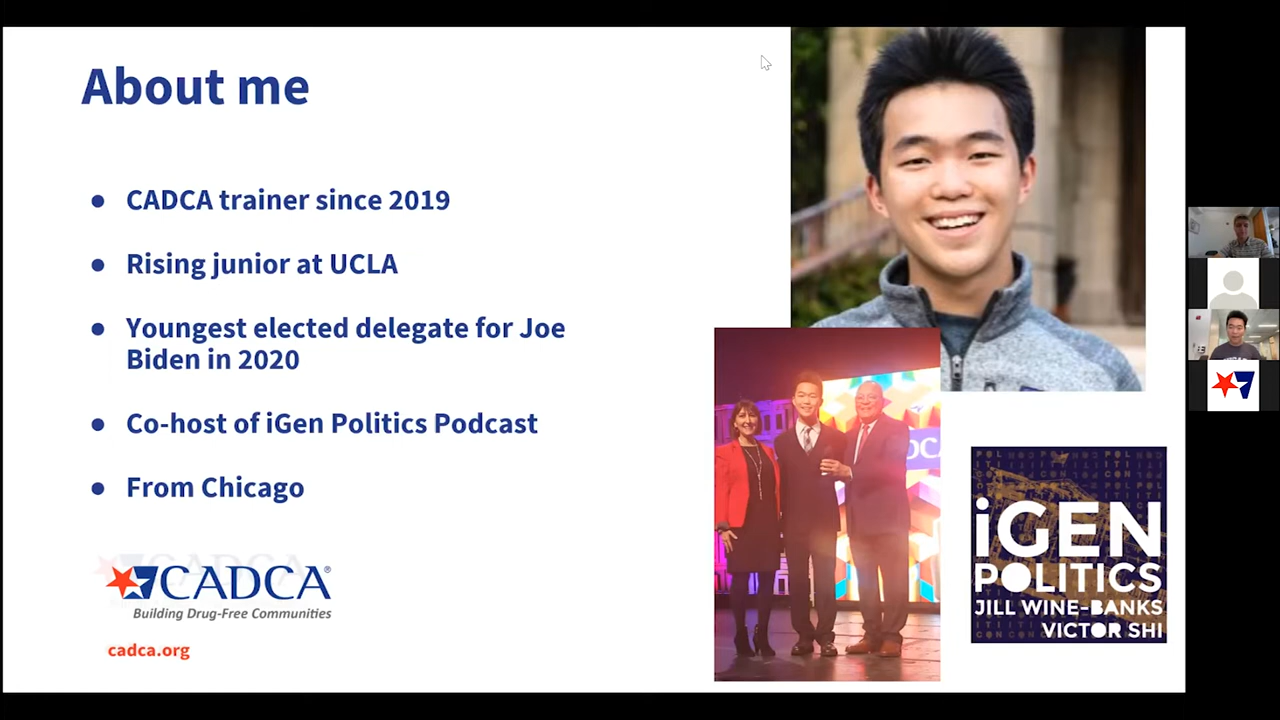 About me
● CADCA trainer since 2019
● Rising junior at UCLA
● Youngest elected delegate for Joe
Biden in 2020
● Co-host of iGen Politics Podcast
● From Chicago
CADCA®
Building Drug-Free Communities
cadca.org
iGEN
POLITICS
JILL WINE-BANKS
VICTOR SHI